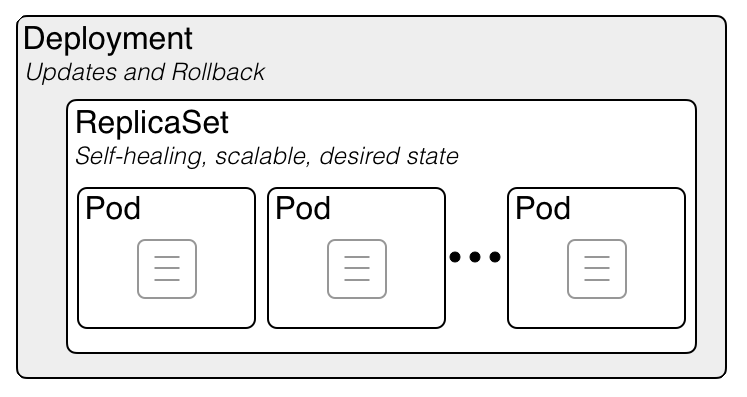 Deployment
Updates and Rollback
ReplicaSet
Self-healing, scalable, desired state
Pod
Pod
Pod